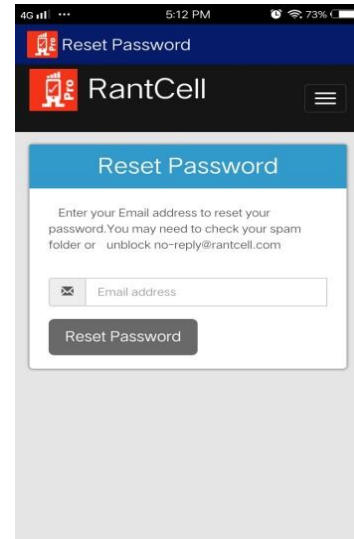 4G 5:12 PM 73%
Pro Reset Password
Pro RantCell
Reset Password
Enter your Email address to reset your
password.You may need to check your spam
folder or unblock no-reply@rantcell.com
Email address
Reset Password